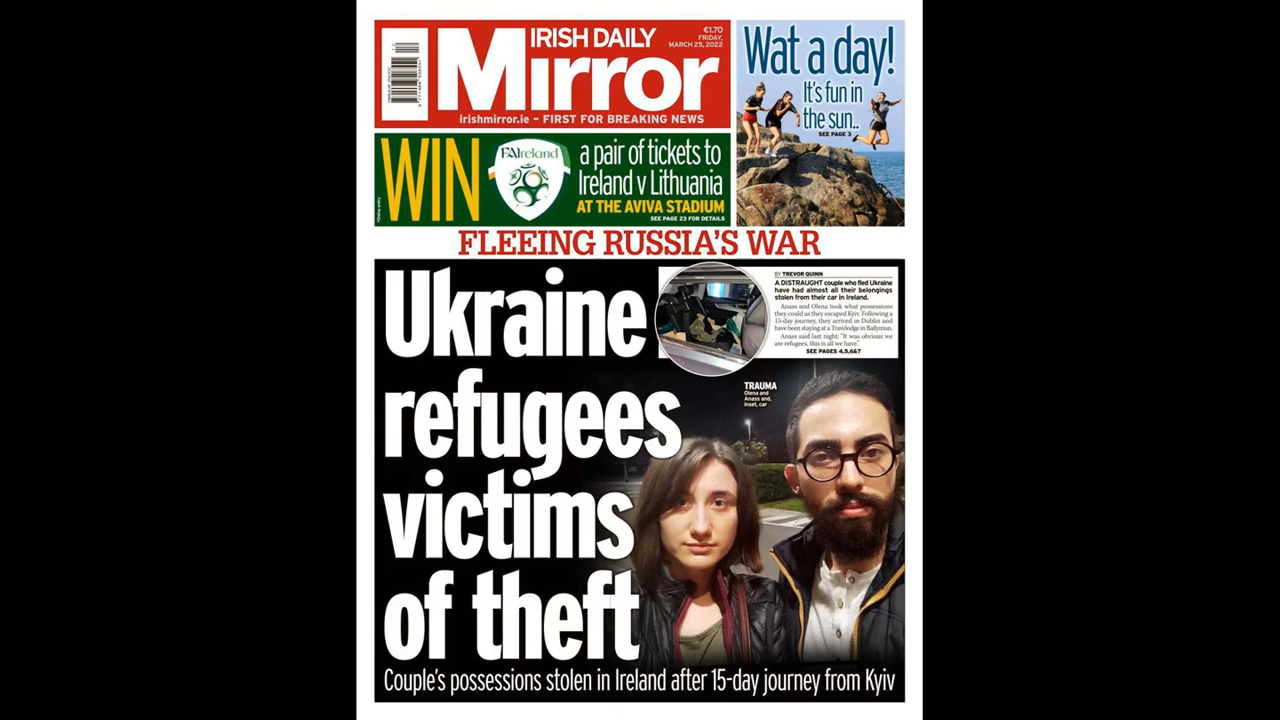 IRISH DAILY
Mirror
€1.70
FRIDAY,
MARCH 25, 2022
irishmirror.ie – FIRST FOR BREAKING NEWS
Wat a day!
It's fun in
the sun..
SEE PAGE 3
WIN
FAIreland
a pair of tickets to
Ireland v Lithuania
AT THE AVIVA STADIUM
SEE PAGE 23 FOR DETAILS
FLEEING RUSSIA'S WAR
Ukraine
refugees
victims
of theft
BY TREVOR QUINN
A DISTRAUGHT couple who fled Ukraine
have had almost all their belongings
stolen from their car in Ireland.
Anass and Olena took what possessions
they could as they escaped Kyiv. Following a
15-day journey, they arrived in Dublin and
have been staying at a Travelodge in Ballymun.
Anass said last night: "It was obvious we
are refugees, this is all we have."
SEE PAGES 4,5,6&7
TRAUMA
Olena and
Anass and,
inset, car
Couple's possessions stolen in Ireland after 15-day journey from Kyiv